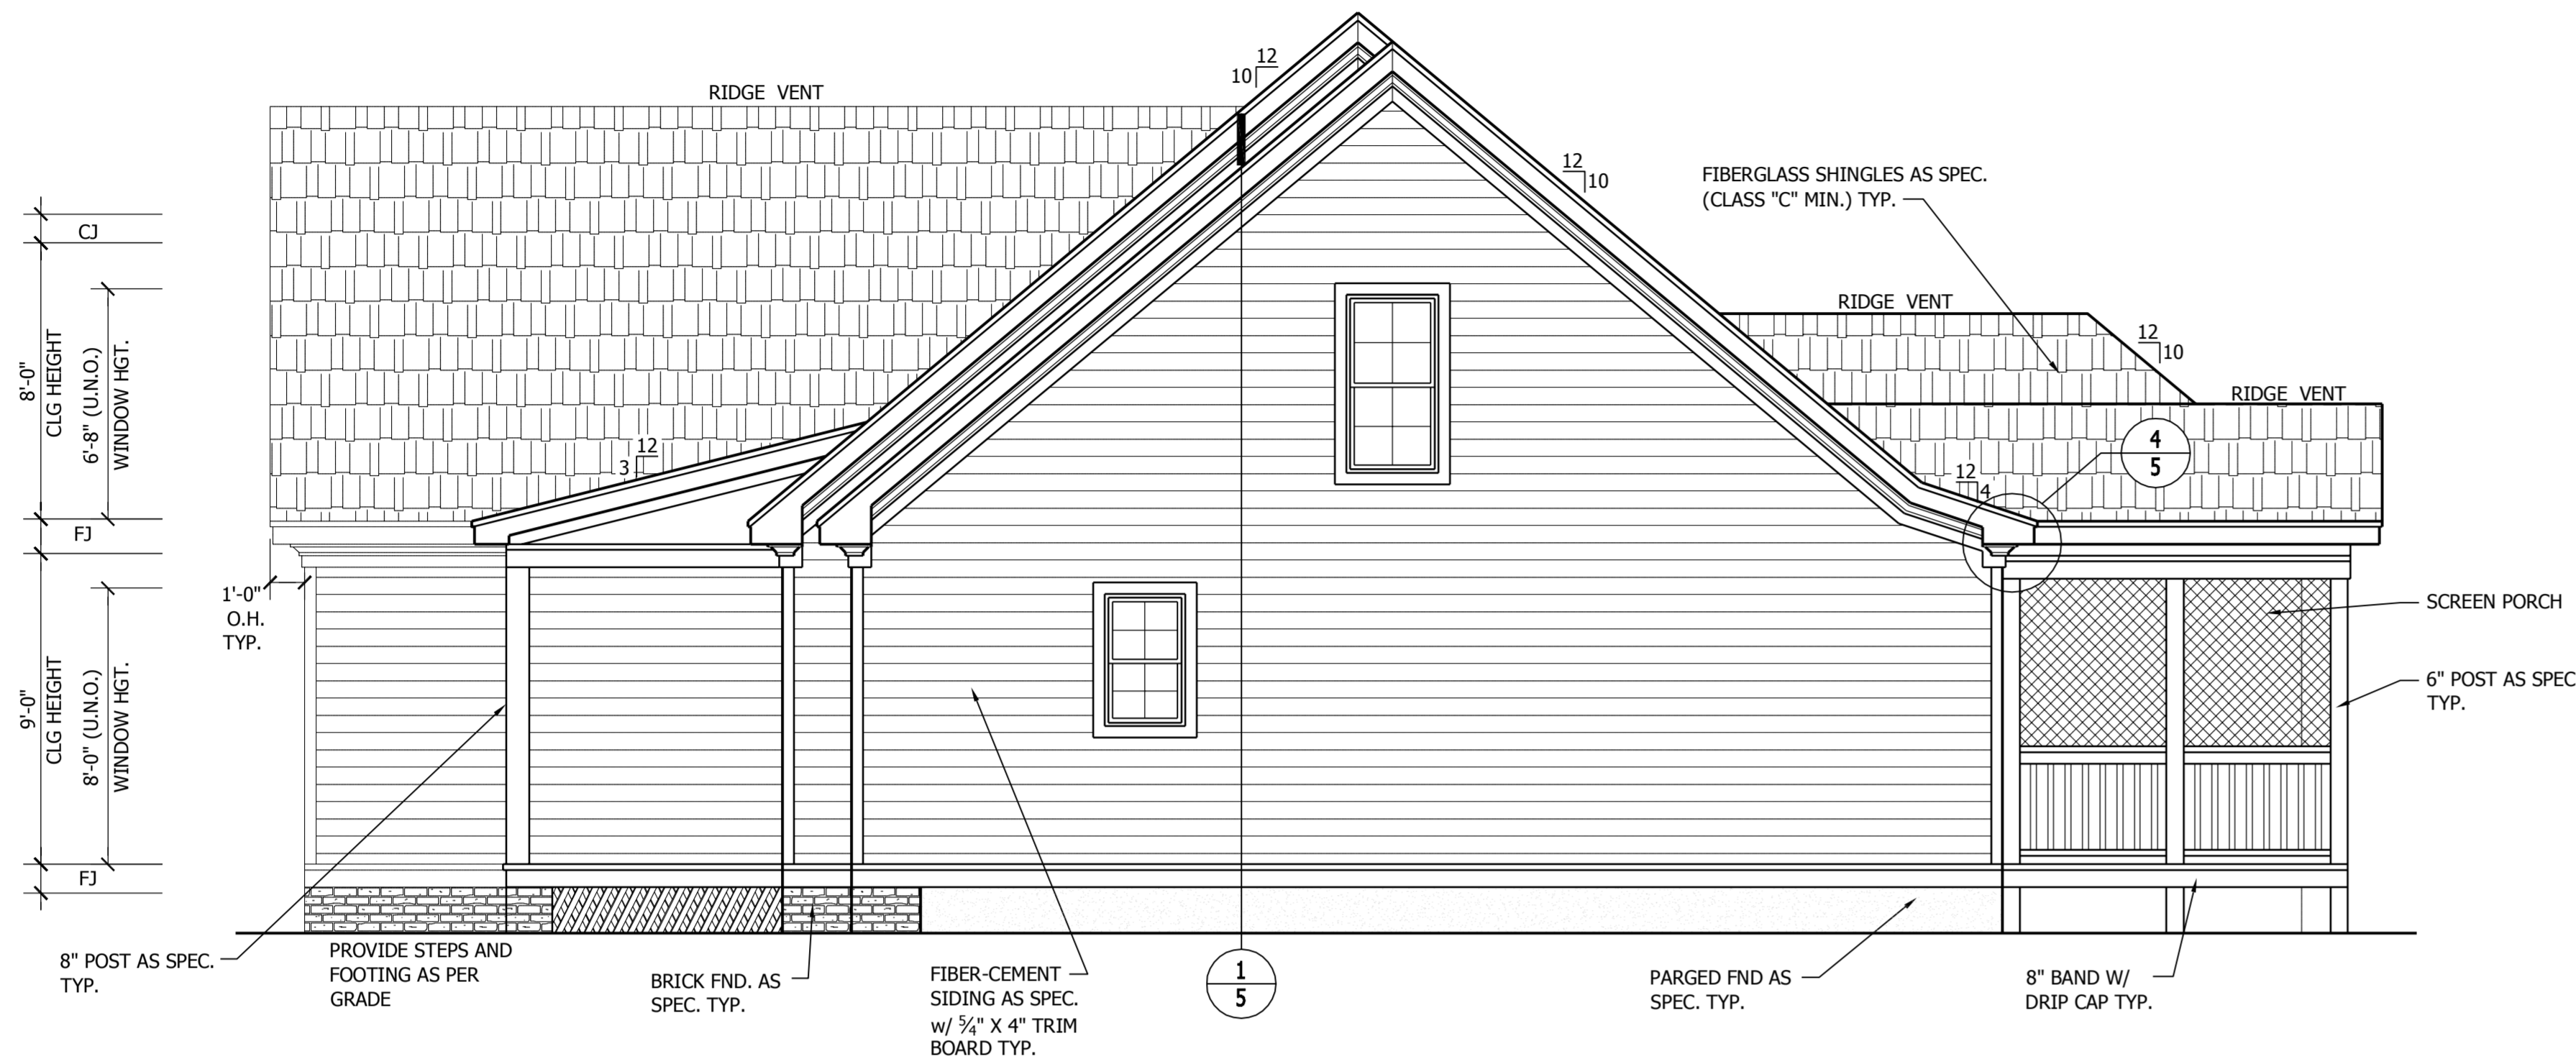 RIDGE VENT
12
10
12
10
FIBERGLASS SHINGLES AS SPEC.
(CLASS "C" MIN.) TYP.
RIDGE VENT
12
10
RIDGE VENT
CJ
8'-0"
CLG HEIGHT
6'-8" (U.N.O.)
WINDOW HGT.
FJ
12
3
12
4
4
5
1'-0"
O.H.
TYP.
9'-0"
CLG HEIGHT
8'-0" (U.N.O.)
WINDOW HGT.
FJ
SCREEN PORCH
6" POST AS SPEC
TYP.
8" POST AS SPEC.
TYP.
PROVIDE STEPS AND
FOOTING AS PER
GRADE
BRICK FND. AS
SPEC. TYP.
FIBER-CEMENT
SIDING AS SPEC.
w/ 5/4" X 4" TRIM
BOARD TYP.
1
5
PARGED FND AS
SPEC. TYP.
8" BAND W/
DRIP CAP TYP.